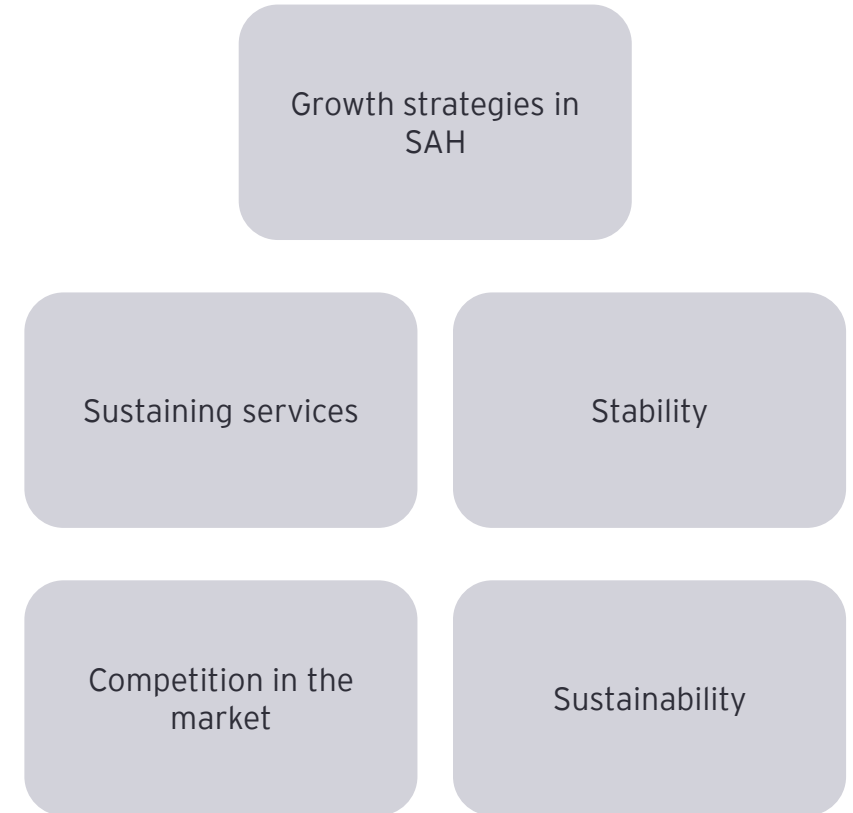 Growth strategies in
SAH
Sustaining services
Stability
Competition in the
market
Sustainability